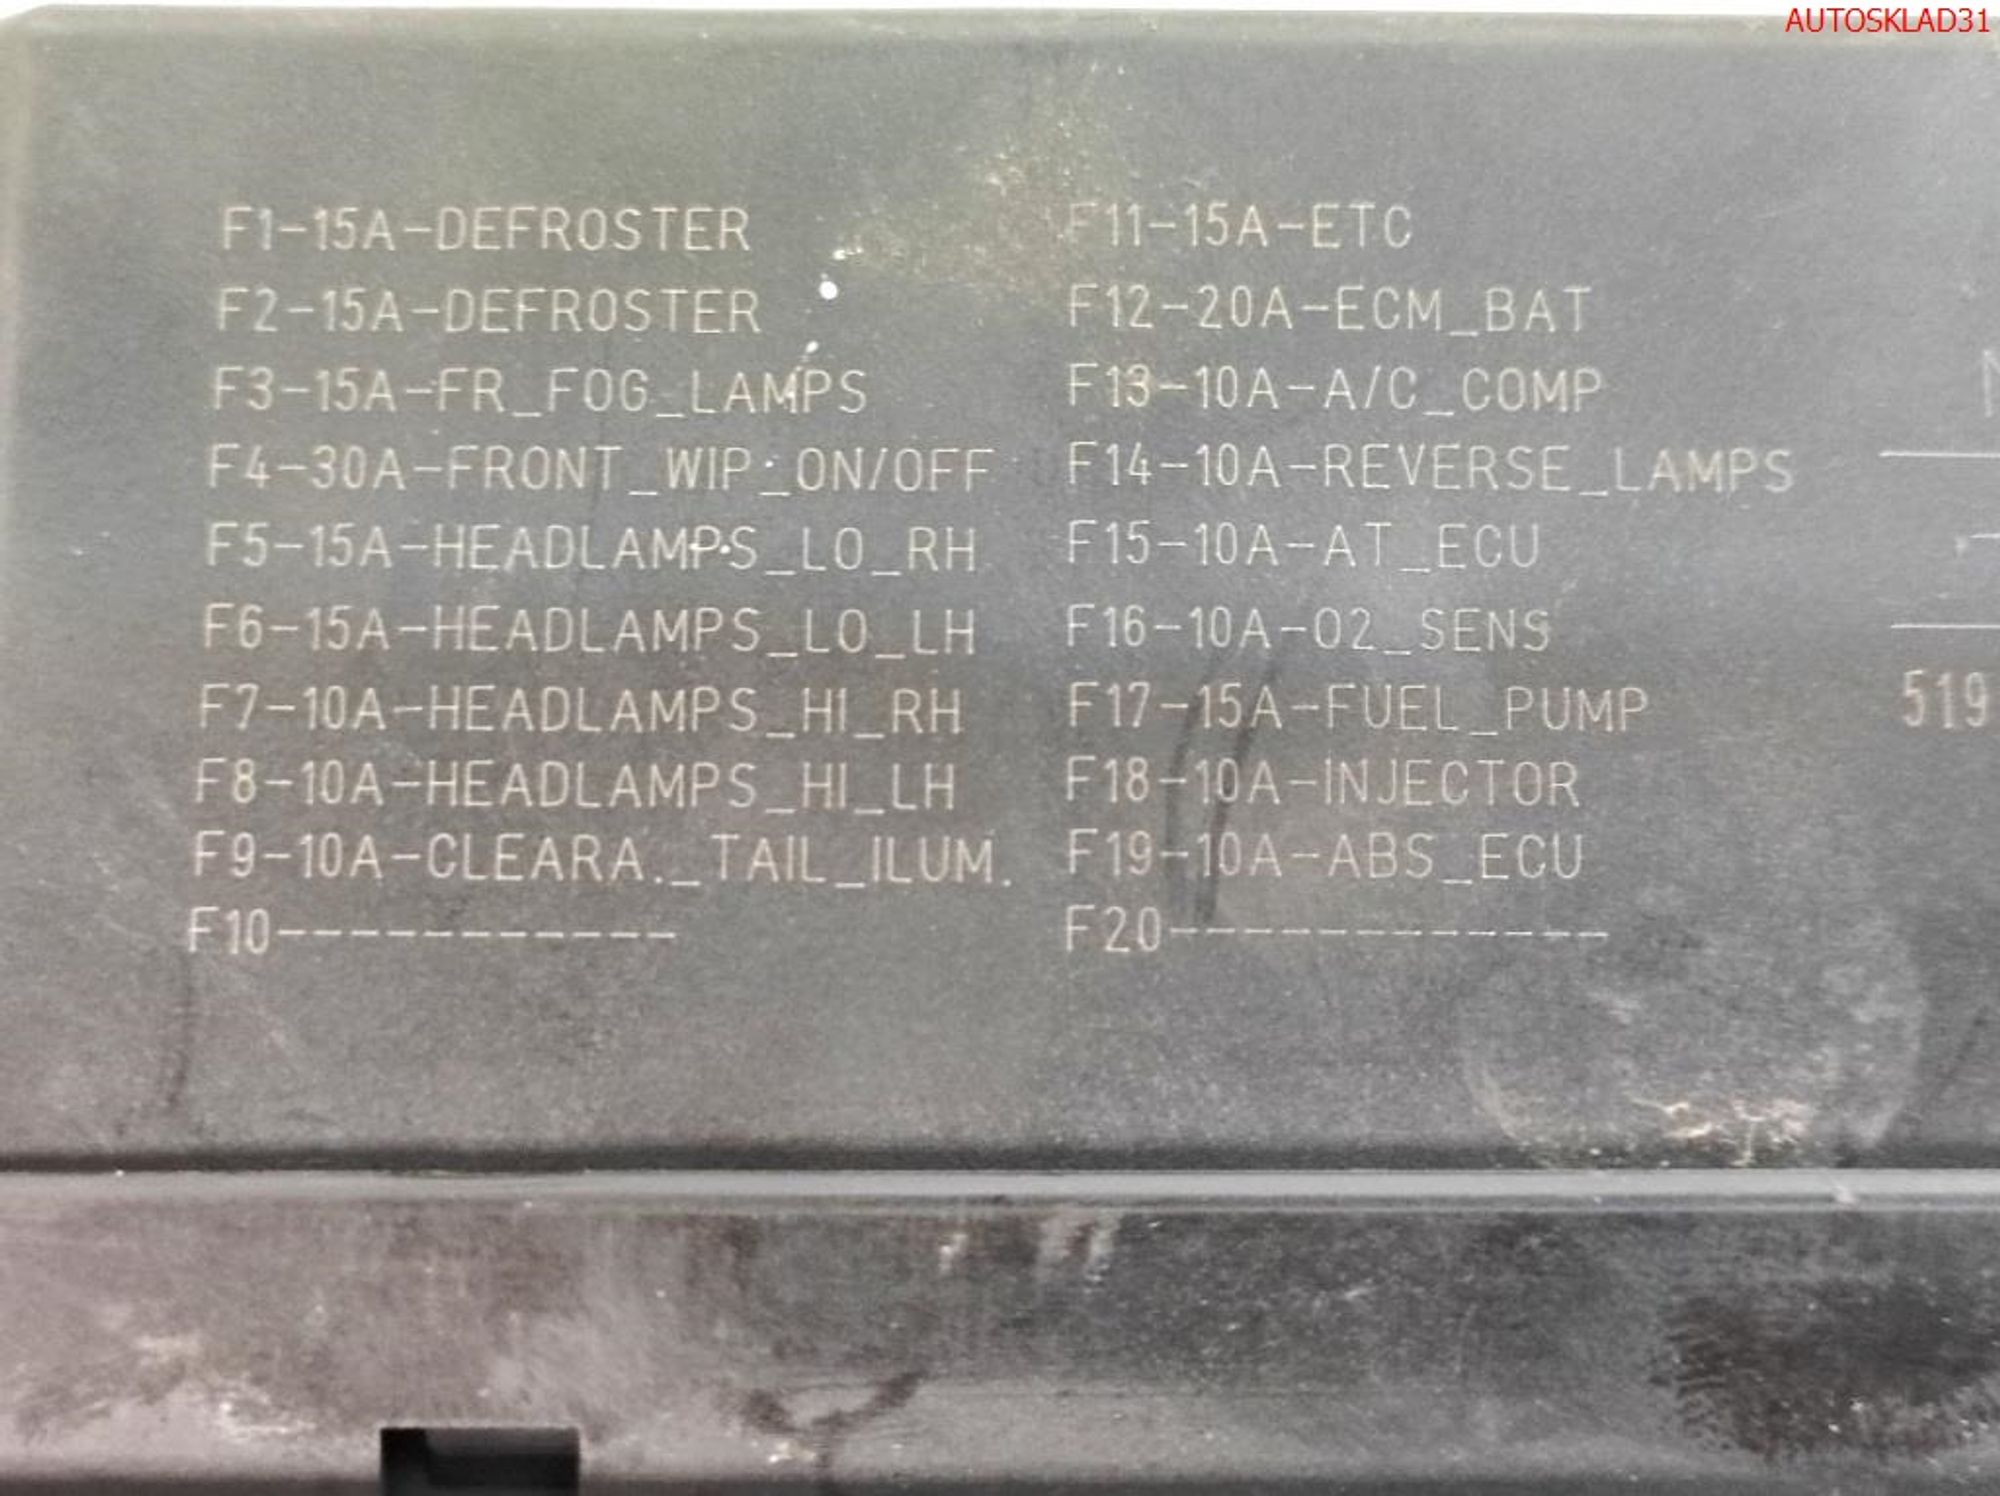 AUTOSKLAD31
F1-15A-DEFROSTER
F2-15A-DEFROSTER
F3-15A-FR_FOG_LAMPS
F4-30A-FRONT_WIP_ON/OFF
F5-15A-HEADLAMPS_LO_RH
F6-15A-HEADLAMPS_LO_LH
F7-10A-HEADLAMPS_HI_RH
F8-10A-HEADLAMPS_HI_LH
F9-10A-CLEARA._TAIL_ILUM.
F10------------
F11-15A-ETC
F12-20A-ECM_BAT
F13-10A-A/C_COMP
F14-10A-REVERSE_LAMPS
F15-10A-AT_ECU
F16-10A-O2_SENS
F17-15A-FUEL_PUMP
F18-10A-INJECTOR
F19-10A-ABS_ECU
F20-------------
519